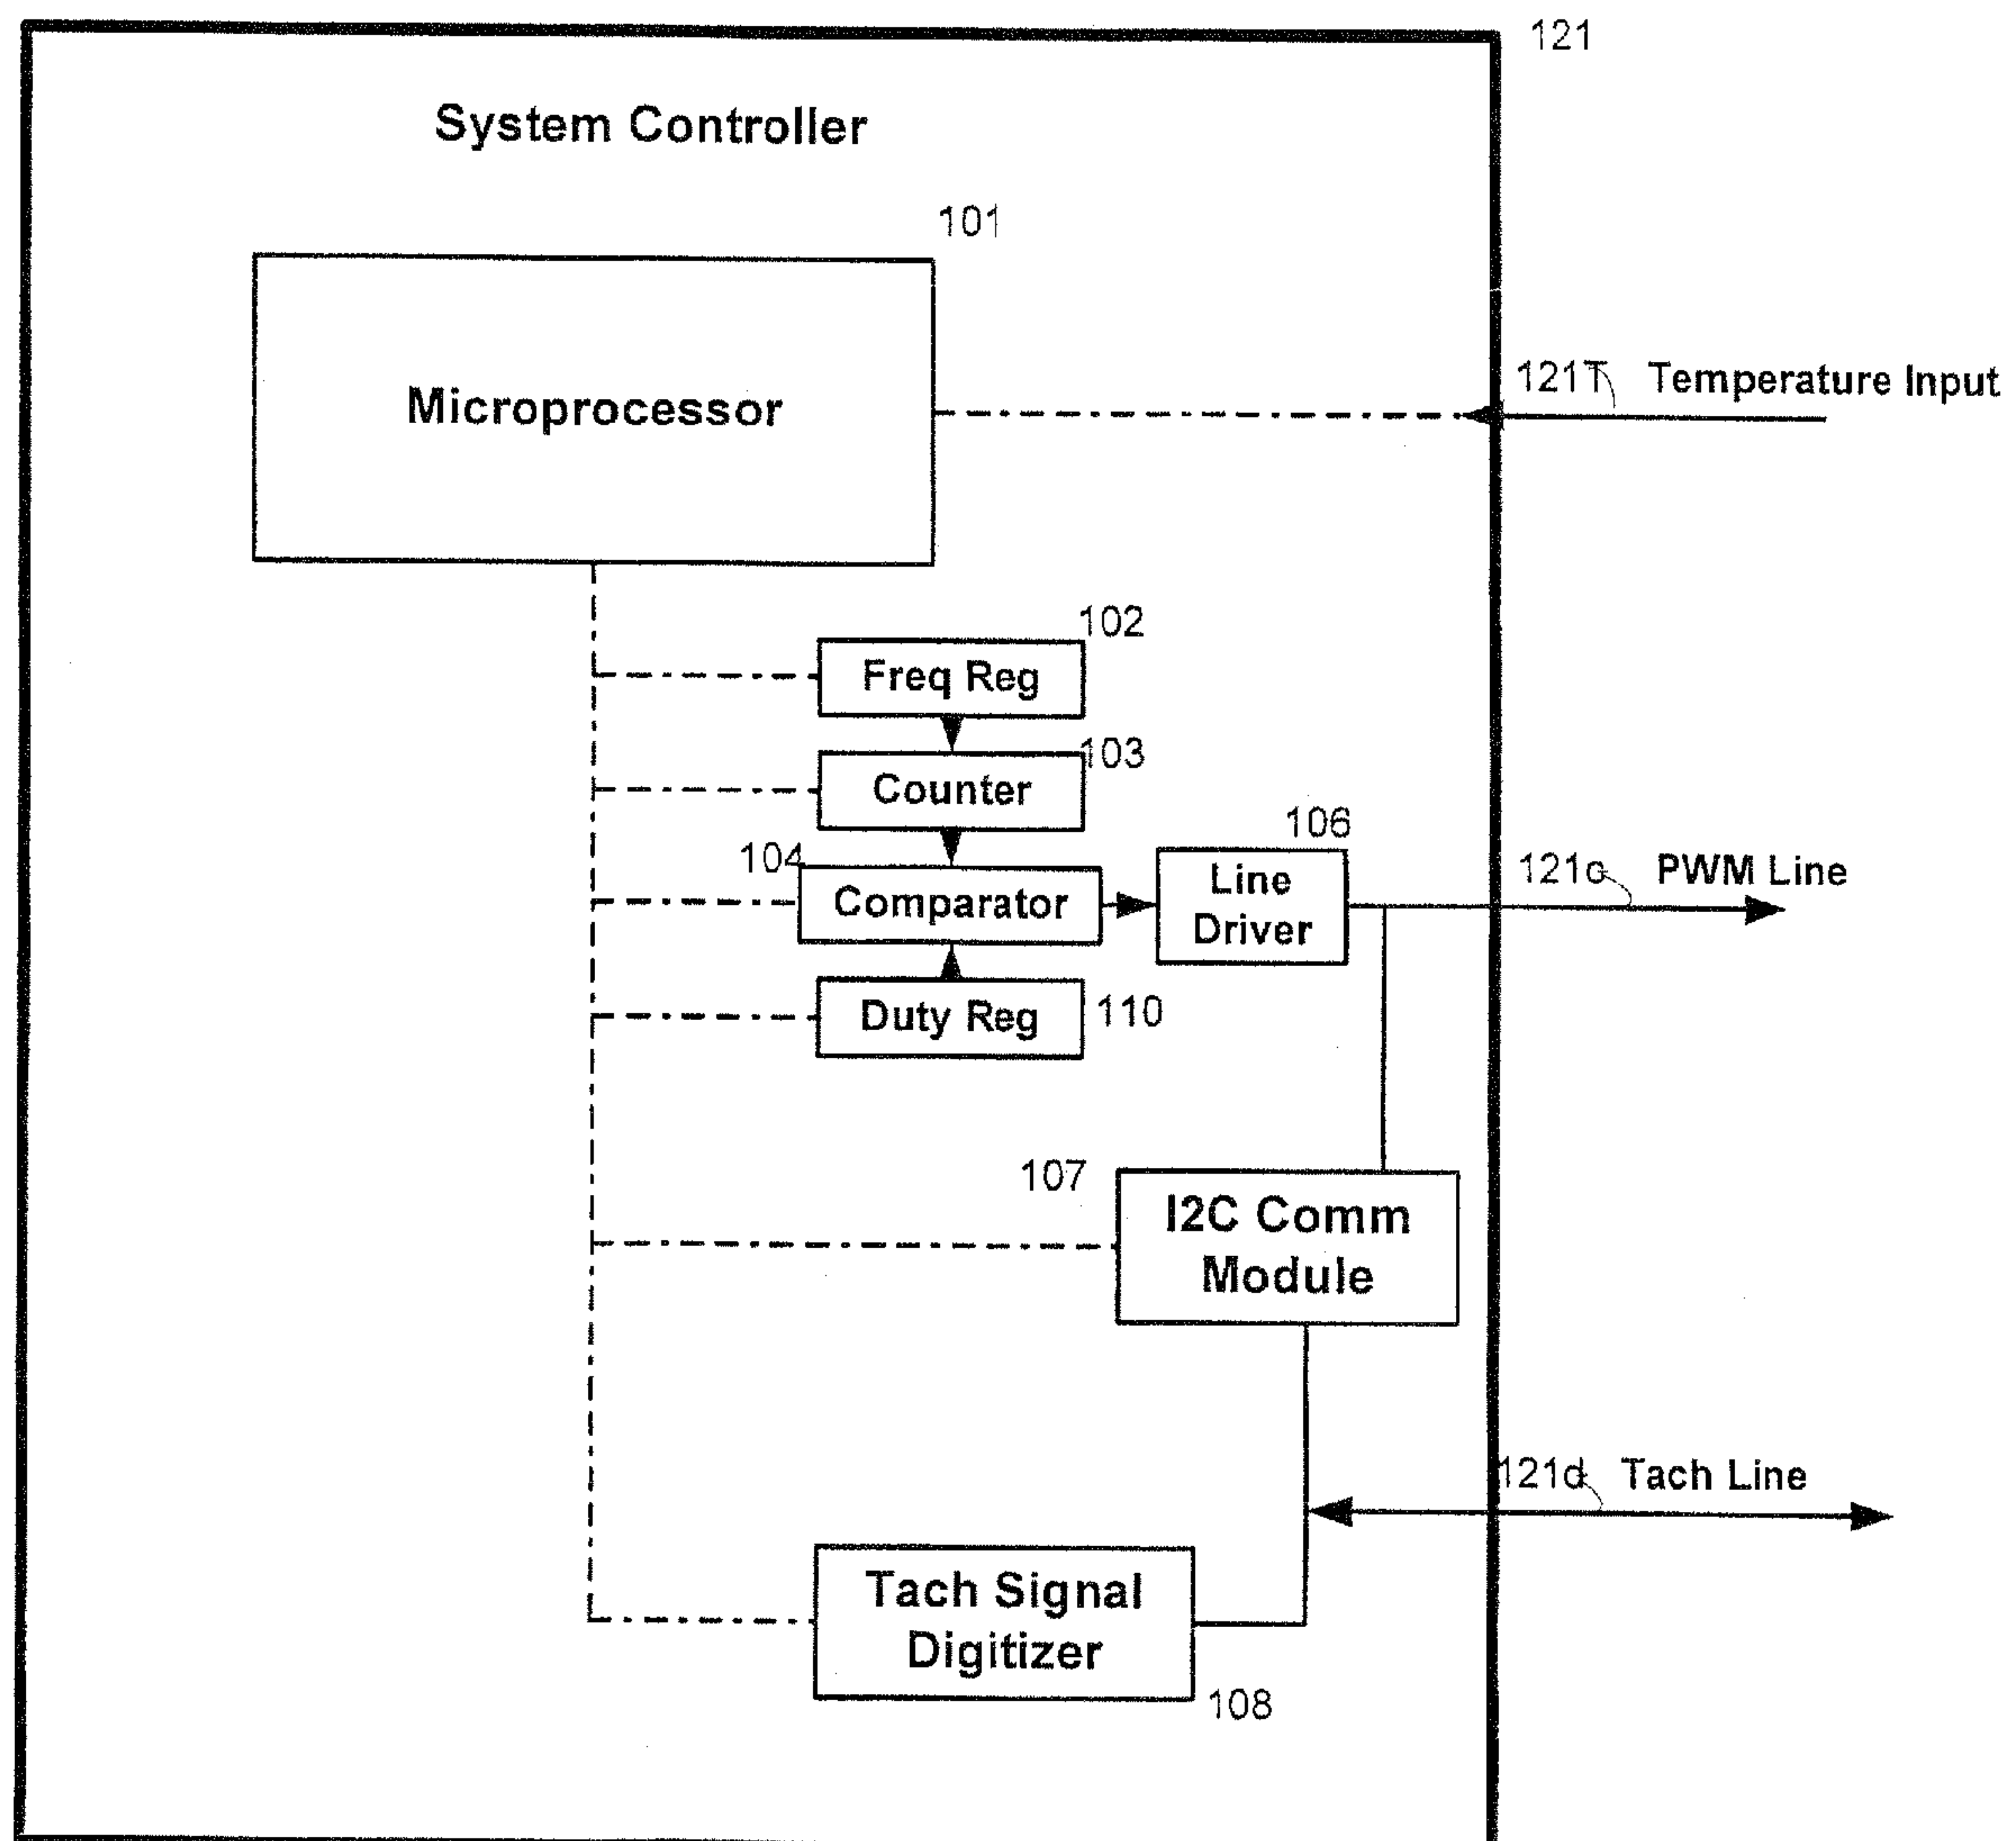 121
System Controller
101
Microprocessor
121T Temperature Input
102
Freq Reg
103
Counter
104
Comparator
106
Line
Driver
121c PWM Line
Duty Reg
110
107
I2C Comm
Module
121d Tach Line
Tach Signal
Digitizer
108